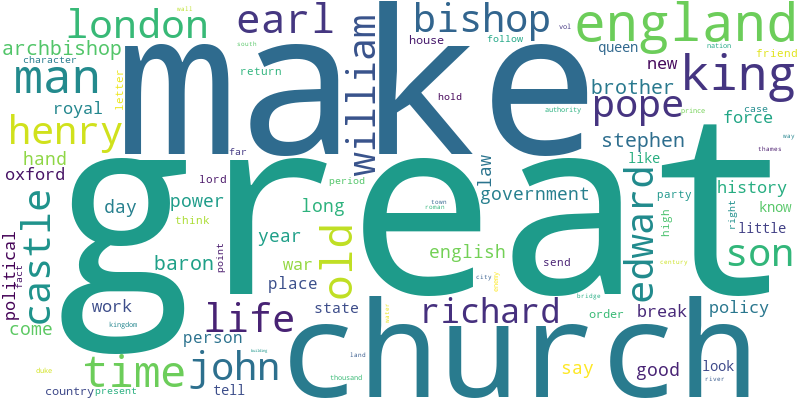 wall
london
earl
bishop
england
south
archbishop
character
make
william
house
follow
queen
vol
nation
friend
man
letter
return
new
king
royal
hold
brother
pope
authority
prince
case
force
way
henry
stephen
hand
far
great
law
like
thames
oxford
lord
period
government
edward
party
history
castle
day
power
long
town
roman
high
right
know
think
year
old
english
little
political
fact
baron
point
war
send
son
century
place
city
enemy
work
life
state
richard
bridge
order
break
policy
kingdom
water
church
come
person
time
john
land
say
good
look
duke
tell
thousand
river
country
present